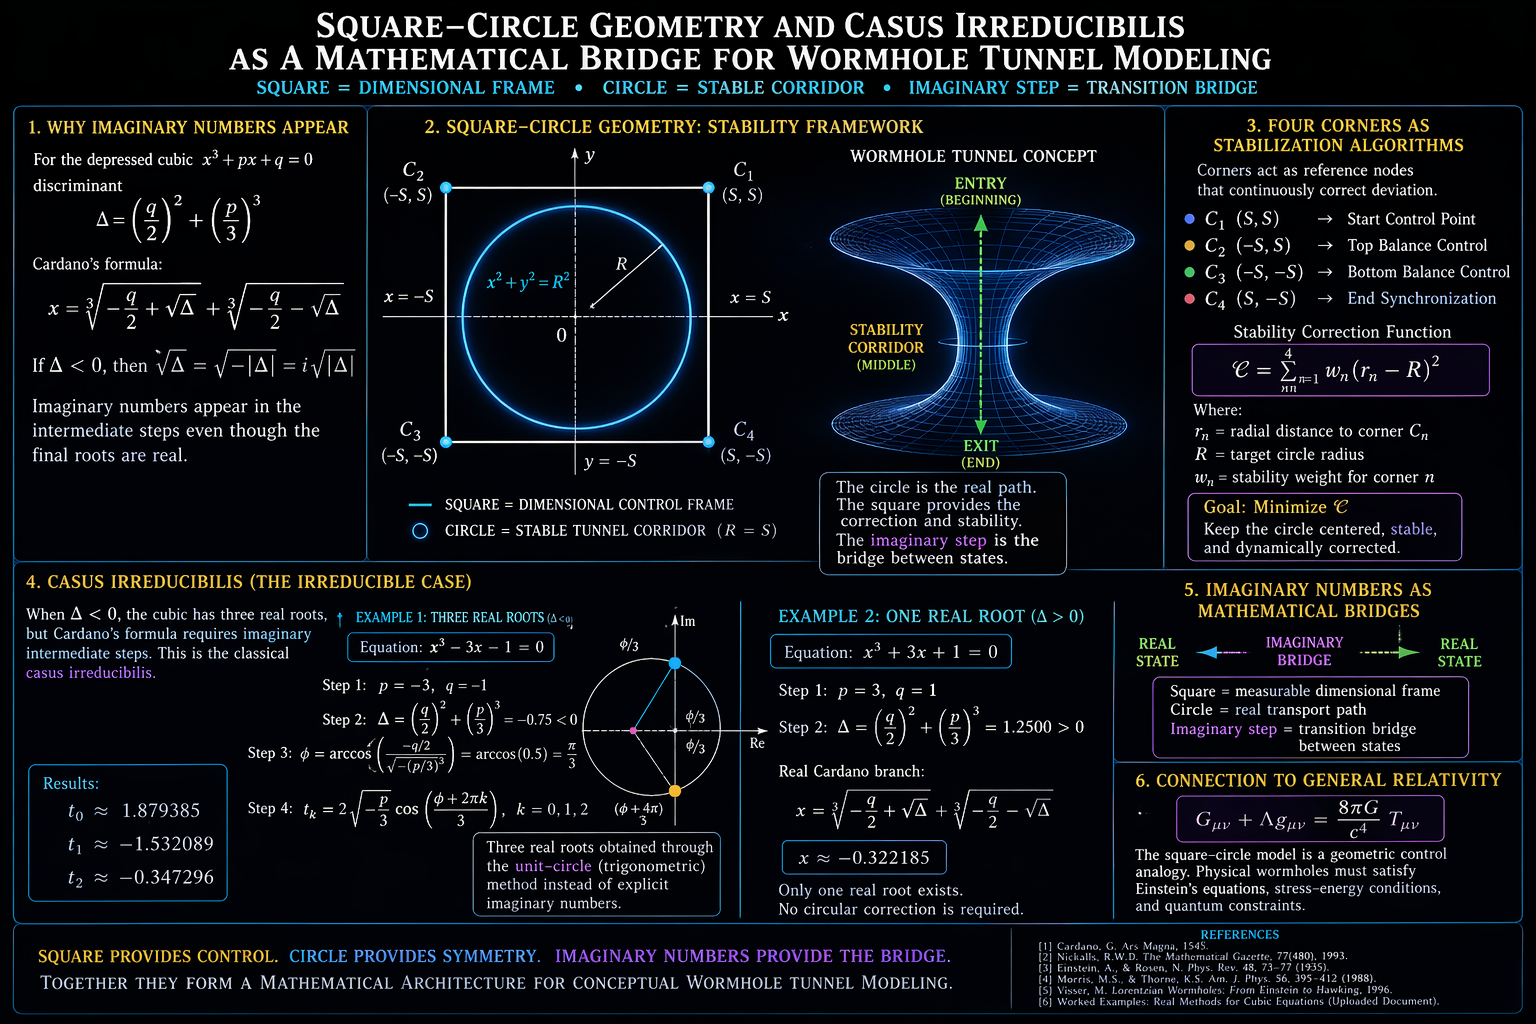 SQUARE–CIRCLE GEOMETRY AND CASUS IRREDUCIBILIS
AS A MATHEMATICAL BRIDGE FOR WORMHOLE TUNNEL MODELING
SQUARE = DIMENSIONAL FRAME • CIRCLE = STABLE CORRIDOR • IMAGINARY STEP = TRANSITION BRIDGE
1. WHY IMAGINARY NUMBERS APPEAR
For the depressed cubic x³ + px + q = 0
discriminant
Δ = (q/2)² + (p/3)³
Cardano's formula:
x = ∛(−q/2 + √Δ) + ∛(−q/2 − √Δ)
If Δ < 0, then √Δ = √−|Δ| = i√|Δ|
Imaginary numbers appear in the
intermediate steps even though the
final roots are real.
2. SQUARE–CIRCLE GEOMETRY: STABILITY FRAMEWORK
y
C₂
(−S, S)
C₁
(S, S)
x² + y² = R²
R
x = −S
x = S
x
0
C₃
(−S, −S)
C₄
(S, −S)
y = −S
SQUARE = DIMENSIONAL CONTROL FRAME
CIRCLE = STABLE TUNNEL CORRIDOR (R = S)
WORMHOLE TUNNEL CONCEPT
ENTRY
(BEGINNING)
STABILITY
CORRIDOR
(MIDDLE)
EXIT
(END)
The circle is the real path.
The square provides the
correction and stability.
The imaginary step is the
bridge between states.
3. FOUR CORNERS AS
STABILIZATION ALGORITHMS
Corners act as reference nodes
that continuously correct deviation.
C₁ (S, S) → Start Control Point
C₂ (−S, S) → Top Balance Control
C₃ (−S, −S) → Bottom Balance Control
C₄ (S, −S) → End Synchronization
Stability Correction Function
𝒞 = ∑⁴ₙ₌₁ wₙ(rₙ − R)²
Where:
rₙ = radial distance to corner Cₙ
R = target circle radius
wₙ = stability weight for corner n
Goal: Minimize 𝒞
Keep the circle centered, stable,
and dynamically corrected.
4. CASUS IRREDUCIBILIS (THE IRREDUCIBLE CASE)
When Δ < 0, the cubic has three real roots,
but Cardano's formula requires imaginary
intermediate steps. This is the classical
casus irreducibilis.
Results:
t₀ ≈ 1.879385
t₁ ≈ −1.532089
t₂ ≈ −0.347296
↑ EXAMPLE 1: THREE REAL ROOTS (Δ < 0)
Equation: x³ − 3x − 1 = 0
Step 1: p = −3, q = −1
Step 2: Δ = (q/2)² + (p/3)³ = −0.75 < 0
Step 3: ϕ = arccos(−q/2 / √−(p/3)³) = arccos(0.5) = π/3
Step 4: tₖ = 2√−p/3 cos((ϕ + 2πk)/3), k = 0, 1, 2
Im
ϕ/3
ϕ/3
ϕ/3
Re
(ϕ + 4π)
3
Three real roots obtained through
the unit-circle (trigonometric)
method instead of explicit
imaginary numbers.
EXAMPLE 2: ONE REAL ROOT (Δ > 0)
Equation: x³ + 3x + 1 = 0
Step 1: p = 3, q = 1
Step 2: Δ = (q/2)² + (p/3)³ = 1.2500 > 0
Real Cardano branch:
x = ∛(−q/2 + √Δ) + ∛(−q/2 − √Δ)
x ≈ −0.322185
Only one real root exists.
No circular correction is required.
5. IMAGINARY NUMBERS AS
MATHEMATICAL BRIDGES
REAL
STATE
IMAGINARY
BRIDGE
REAL
STATE
Square = measurable dimensional frame
Circle = real transport path
Imaginary step = transition bridge
between states
6. CONNECTION TO GENERAL RELATIVITY
Gμν + Λgμν = 8πG/c⁴ Tμν
The square–circle model is a geometric control
analogy. Physical wormholes must satisfy
Einstein's equations, stress–energy conditions,
and quantum constraints.
SQUARE PROVIDES CONTROL. CIRCLE PROVIDES SYMMETRY. IMAGINARY NUMBERS PROVIDE THE BRIDGE.
TOGETHER THEY FORM A MATHEMATICAL ARCHITECTURE FOR CONCEPTUAL WORMHOLE TUNNEL MODELING.
REFERENCES
[1] Cardano, G. Ars Magna, 1545.
[2] Nickalls, R.W.D. The Mathematical Gazette, 77(480), 1993.
[3] Einstein, A., & Rosen, N. Phys. Rev. 48, 73–77 (1935).
[4] Morris, M.S., & Thorne, K.S. Am. J. Phys. 56, 395–412 (1988).
[5] Visser, M. Lorentzian Wormholes: From Einstein to Hawking, 1996.
[6] Worked Examples: Real Methods for Cubic Equations (Uploaded Document).